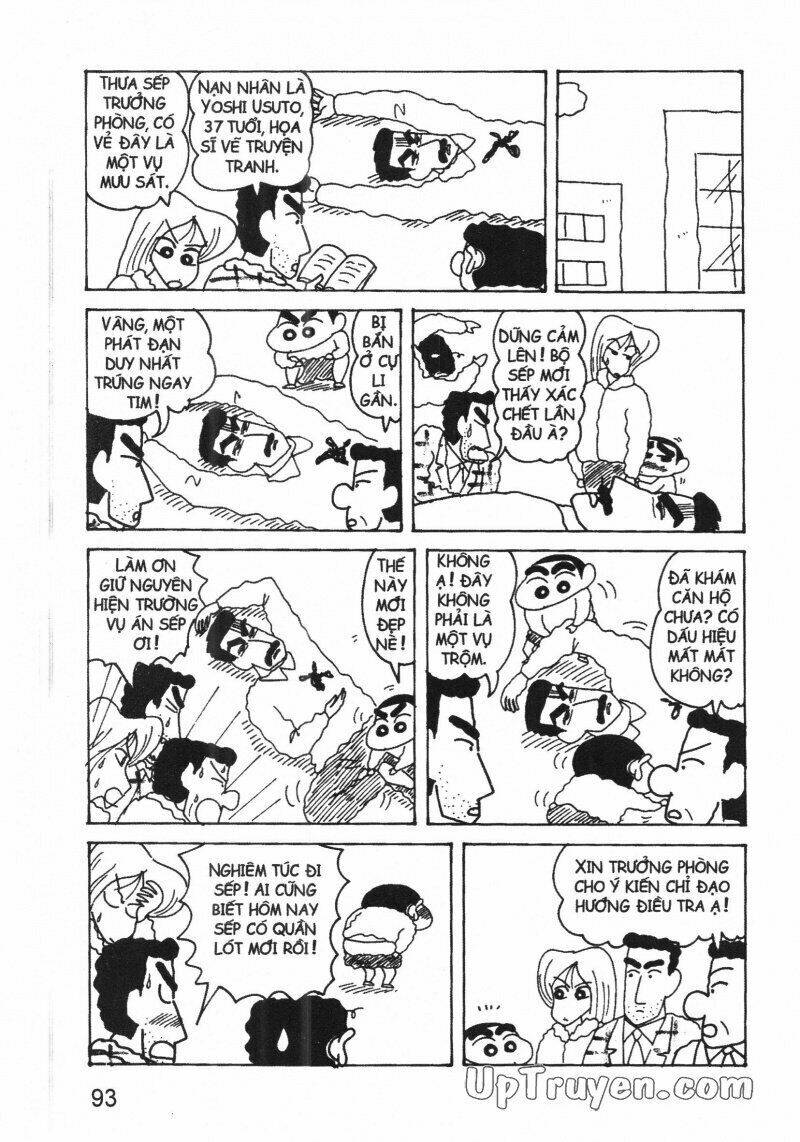 NẠN NHÂN LÀ
YOSHI USUTO,
37 TUỔI, HỌA
SĨ VẼ TRUYỆN
TRANH.
THƯA SẾP
TRƯỞNG
PHÒNG, CÓ
VẺ ĐÂY LÀ
MỘT VỤ
MƯU SÁT.
DŨNG CẢM
LÊN! BỘ
SẾP MỚI
THẤY XÁC
CHẾT LẦN
ĐẦU À?
BỊ
BẮN
Ở CỰ
LI
GẦN.
VÂNG, MỘT
PHÁT ĐẠN
DUY NHẤT
TRÚNG NGAY
TIM!
ĐÃ KHÁM
CĂN HỘ
CHƯA? CÓ
DẤU HIỆU
MẤT MÁT
KHÔNG?
KHÔNG
Ạ! ĐÂY
KHÔNG
PHẢI LÀ
MỘT VỤ
TRỘM.
THẾ
NÀY
MỚI
ĐẸP
NÈ!
LÀM ƠN
GIỮ NGUYÊN
HIỆN TRƯỜNG
VỤ ÁN SẾP
ƠI!
XIN TRƯỞNG PHÒNG
CHO Ý KIẾN CHỈ ĐẠO
HƯỚNG ĐIỀU TRA Ạ!
NGHIÊM TÚC ĐI
SẾP! AI CŨNG
BIẾT HÔM NAY
SẾP CÓ QUẦN
LÓT MỚI RỒI!
93
UpTruyen.com